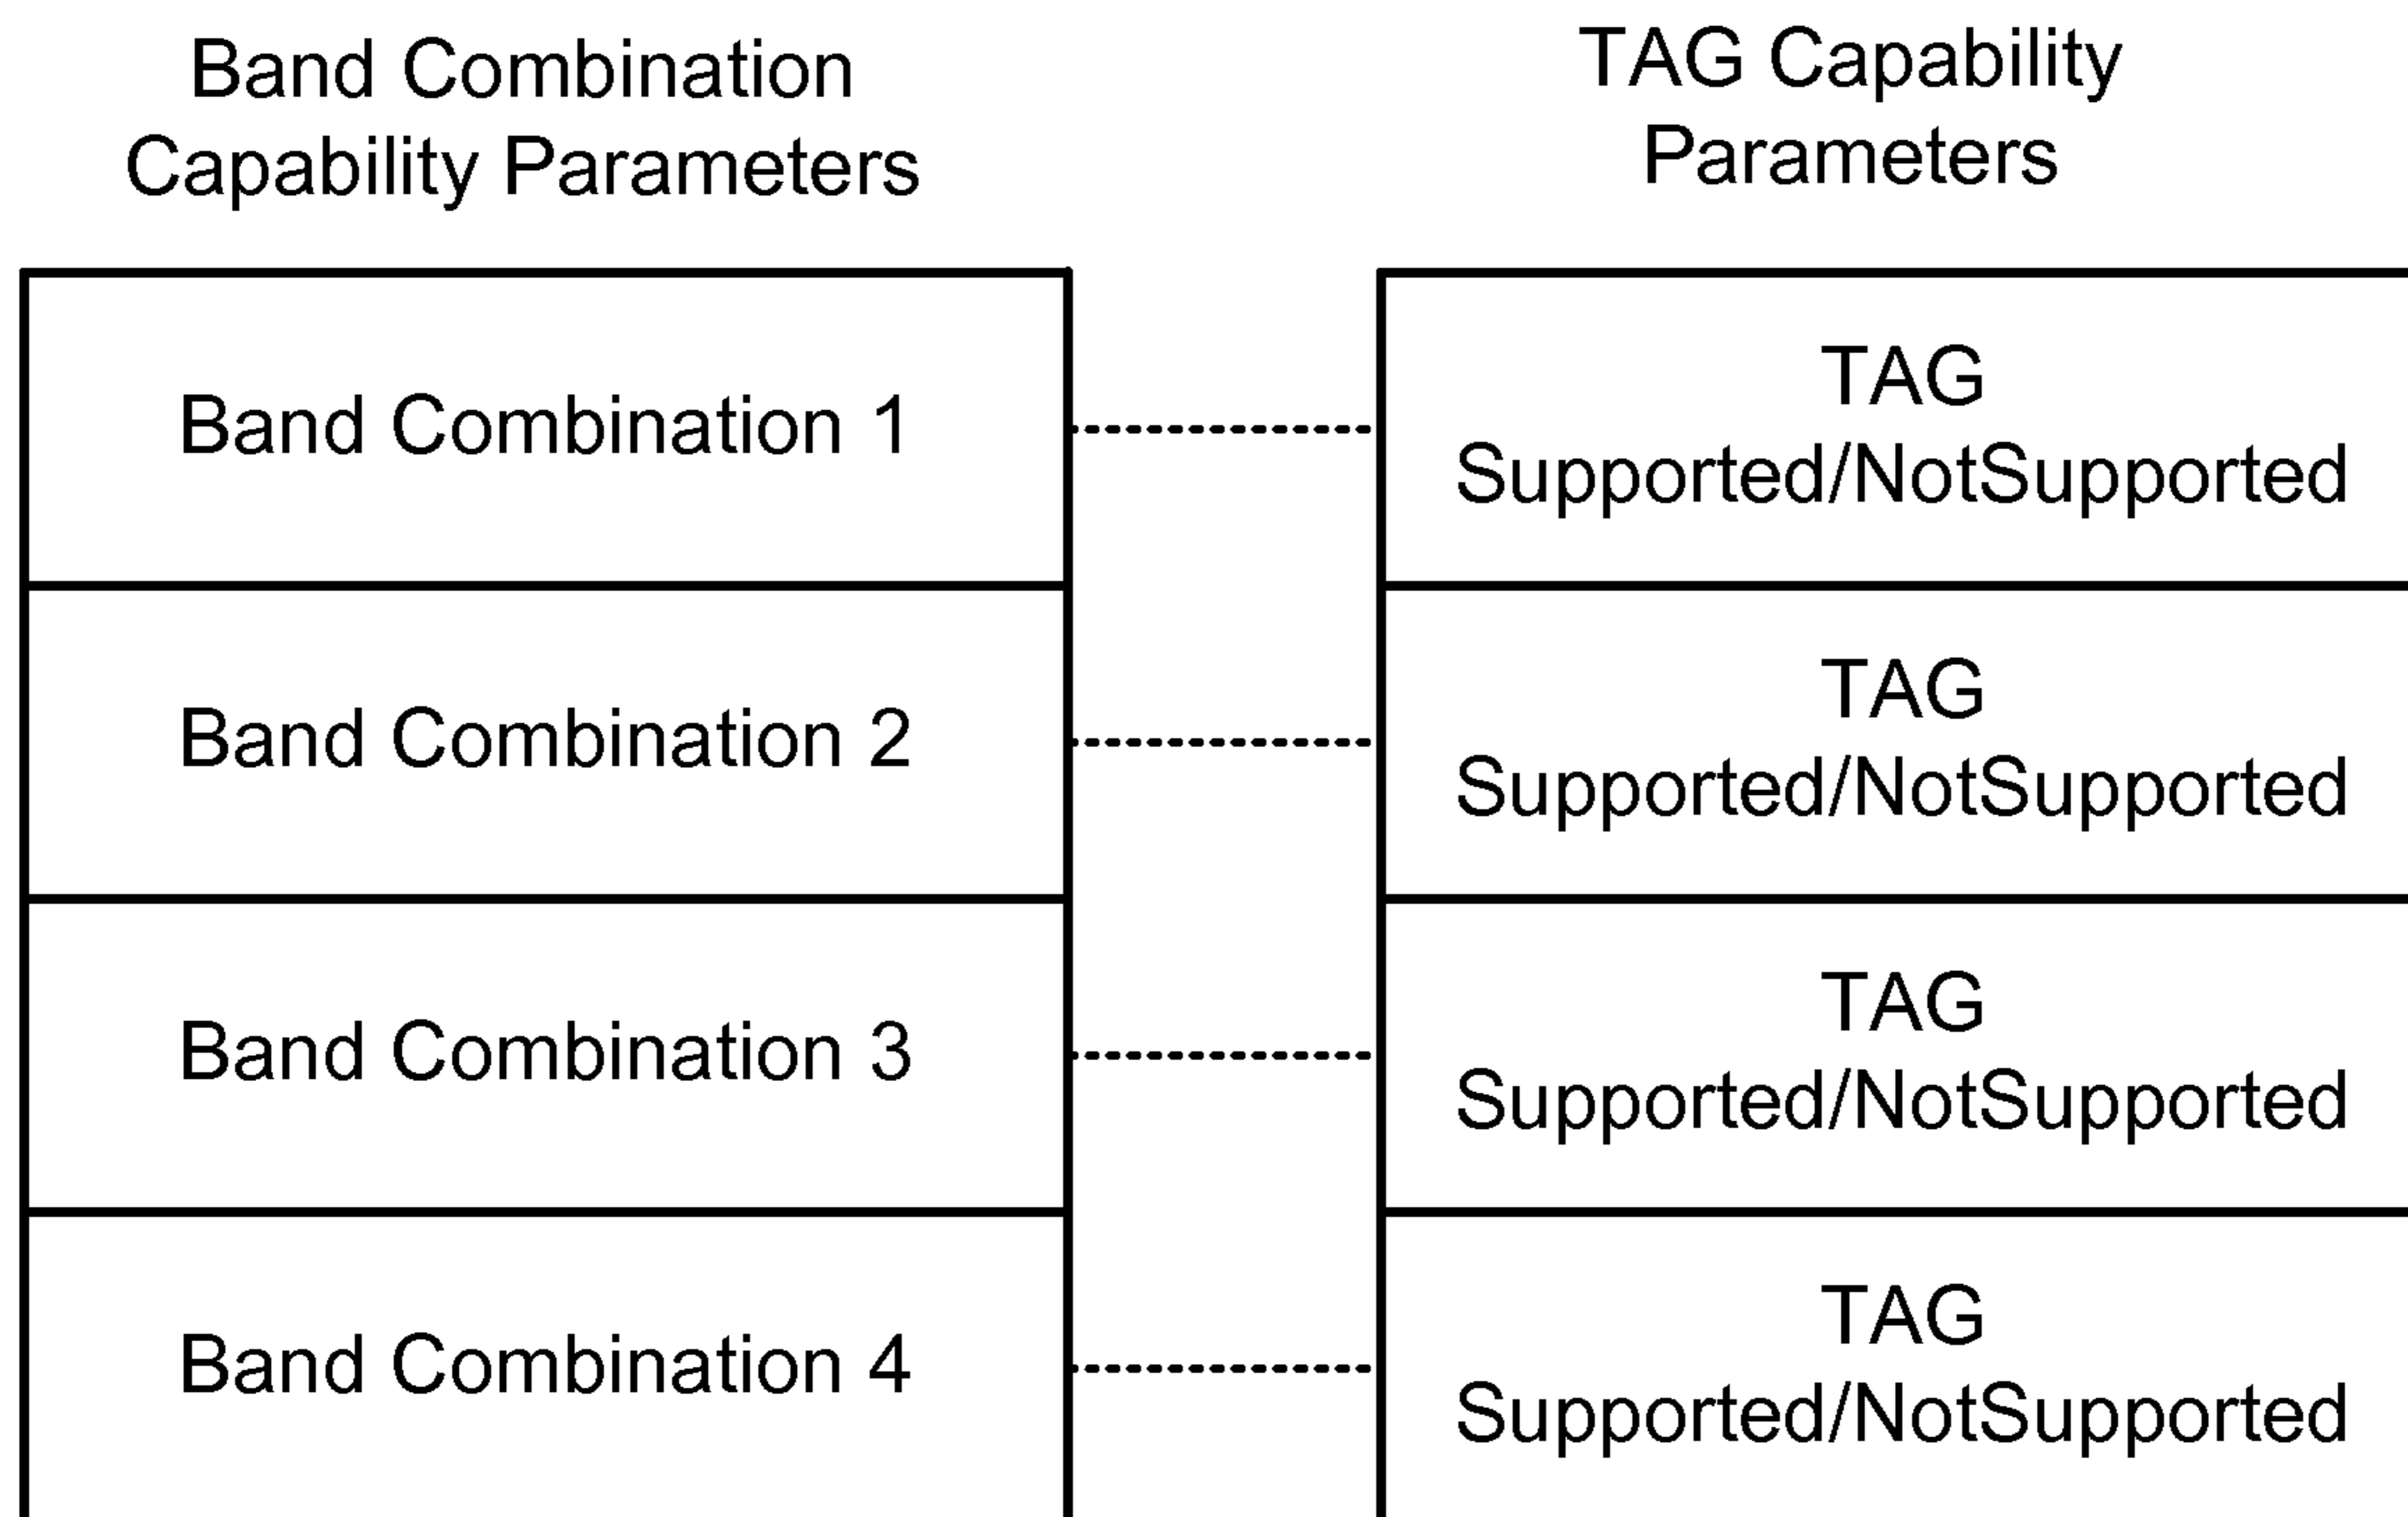 Band Combination
Capability Parameters
TAG Capability
Parameters
Band Combination 1
TAG
Supported/NotSupported
Band Combination 2
TAG
Supported/NotSupported
Band Combination 3
TAG
Supported/NotSupported
Band Combination 4
TAG
Supported/NotSupported